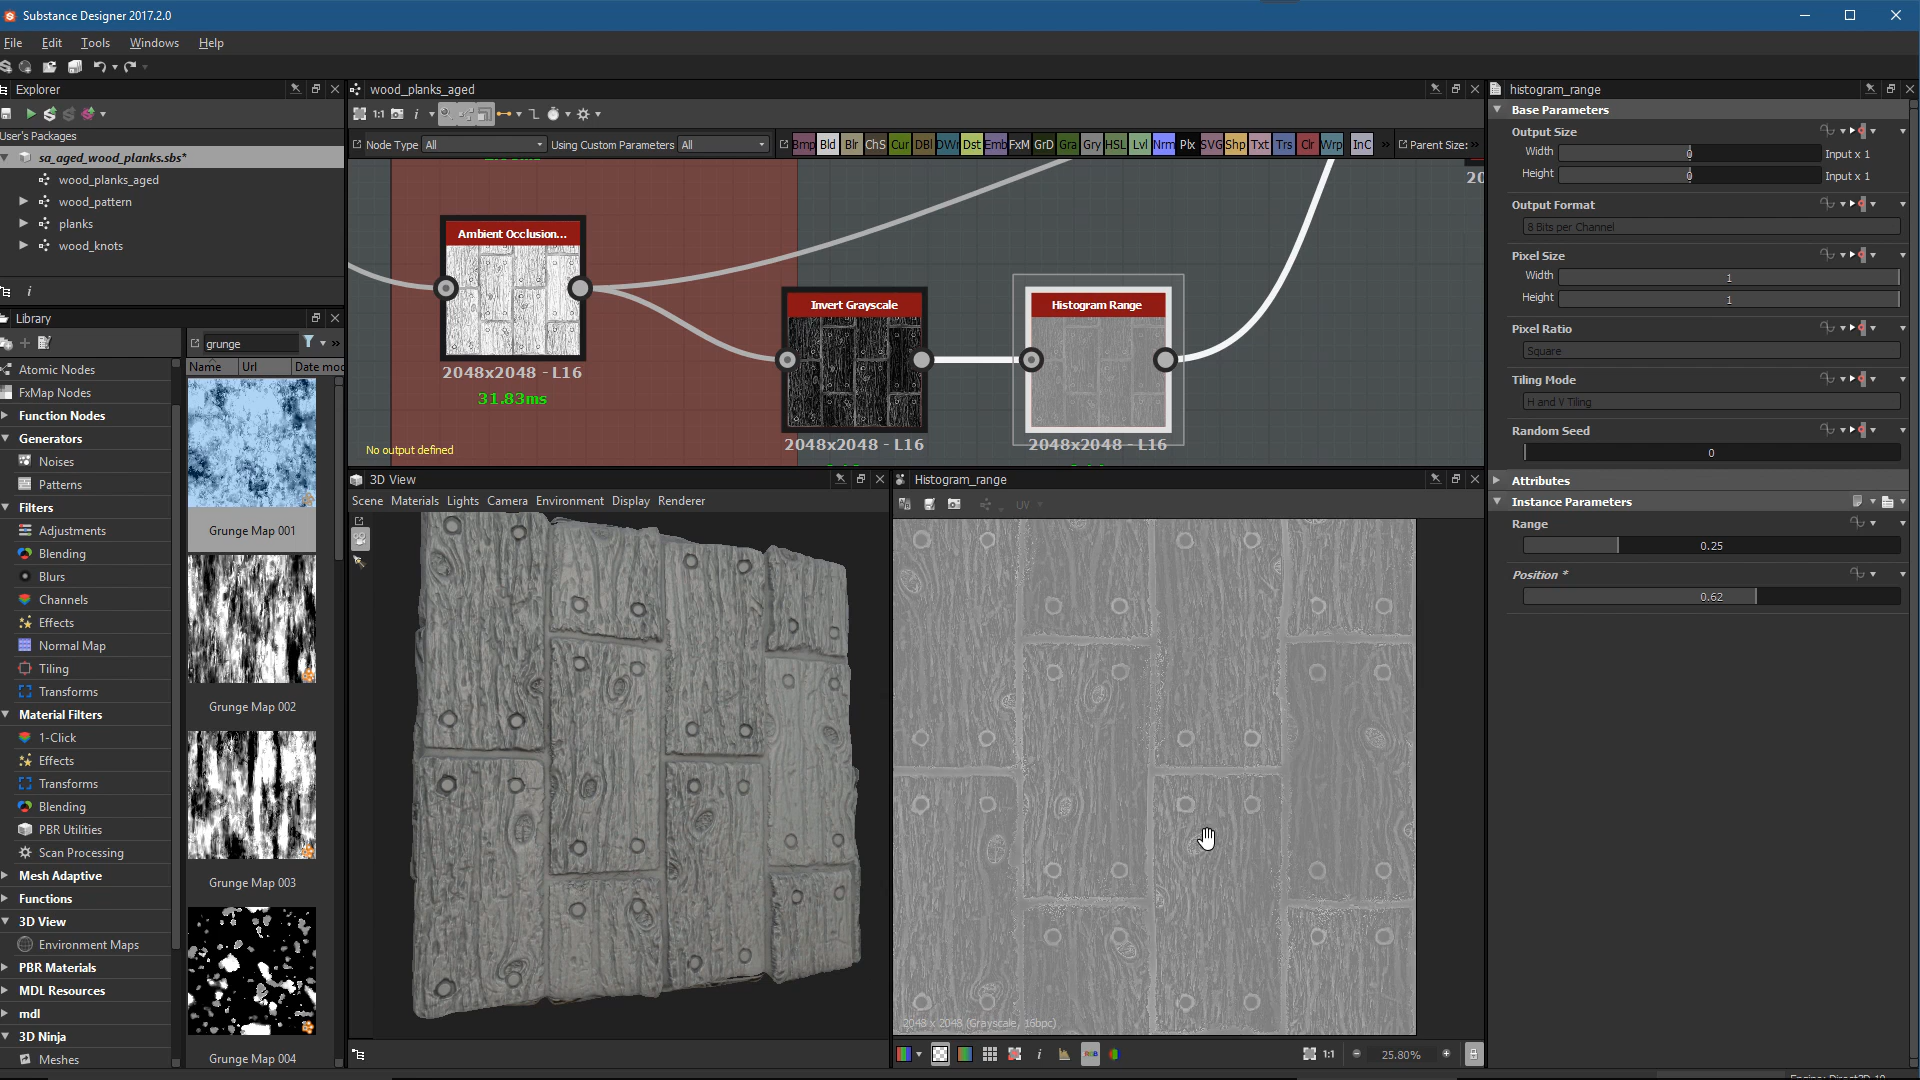 Substance Designer 2017.2.0
File Edit Tools Windows Help
Explorer
User's Packages
sa_aged_wood_planks.sbs*
wood_planks_aged
wood_pattern
planks
wood_knots
Library
grunge
Name Url Date mod
Atomic Nodes
FxMap Nodes
Function Nodes
Generators
Noises
Patterns
Filters
Adjustments
Blending
Blurs
Channels
Effects
Normal Map
Tiling
Transforms
Material Filters
1-Click
Effects
Transforms
Blending
PBR Utilities
Scan Processing
Mesh Adaptive
Functions
3D View
Environment Maps
PBR Materials
MDL Resources
mdl
3D Ninja
Meshes
Grunge Map 001
Grunge Map 002
Grunge Map 003
Grunge Map 004
wood_planks_aged
1:1
Node Type All Using Custom Parameters All
Bmp Bld Blr ChS Cur DBl DWr Dst Emb FxM GrD Gra Gry HSL Lvl Nrm Plx SVG Shp Txt Trs Clr Wrp InC » Parent Size: »
20
Ambient Occlusion...
2048x2048 - L16
31.83ms
Invert Grayscale
2048x2048 - L16
Histogram Range
2048x2048 - L16
No output defined
3D View
Scene Materials Lights Camera Environment Display Renderer
Histogram_range
UV
2048 x 2048 (Grayscale, 16bpc)
1:1 25.80%
histogram_range
Base Parameters
Output Size
Width 0 Input x 1
Height 0 Input x 1
Output Format
8 Bits per Channel
Pixel Size
Width 1
Height 1
Pixel Ratio
Square
Tiling Mode
H and V Tiling
Random Seed
0
Attributes
Instance Parameters
Range
0.25
Position *
0.62